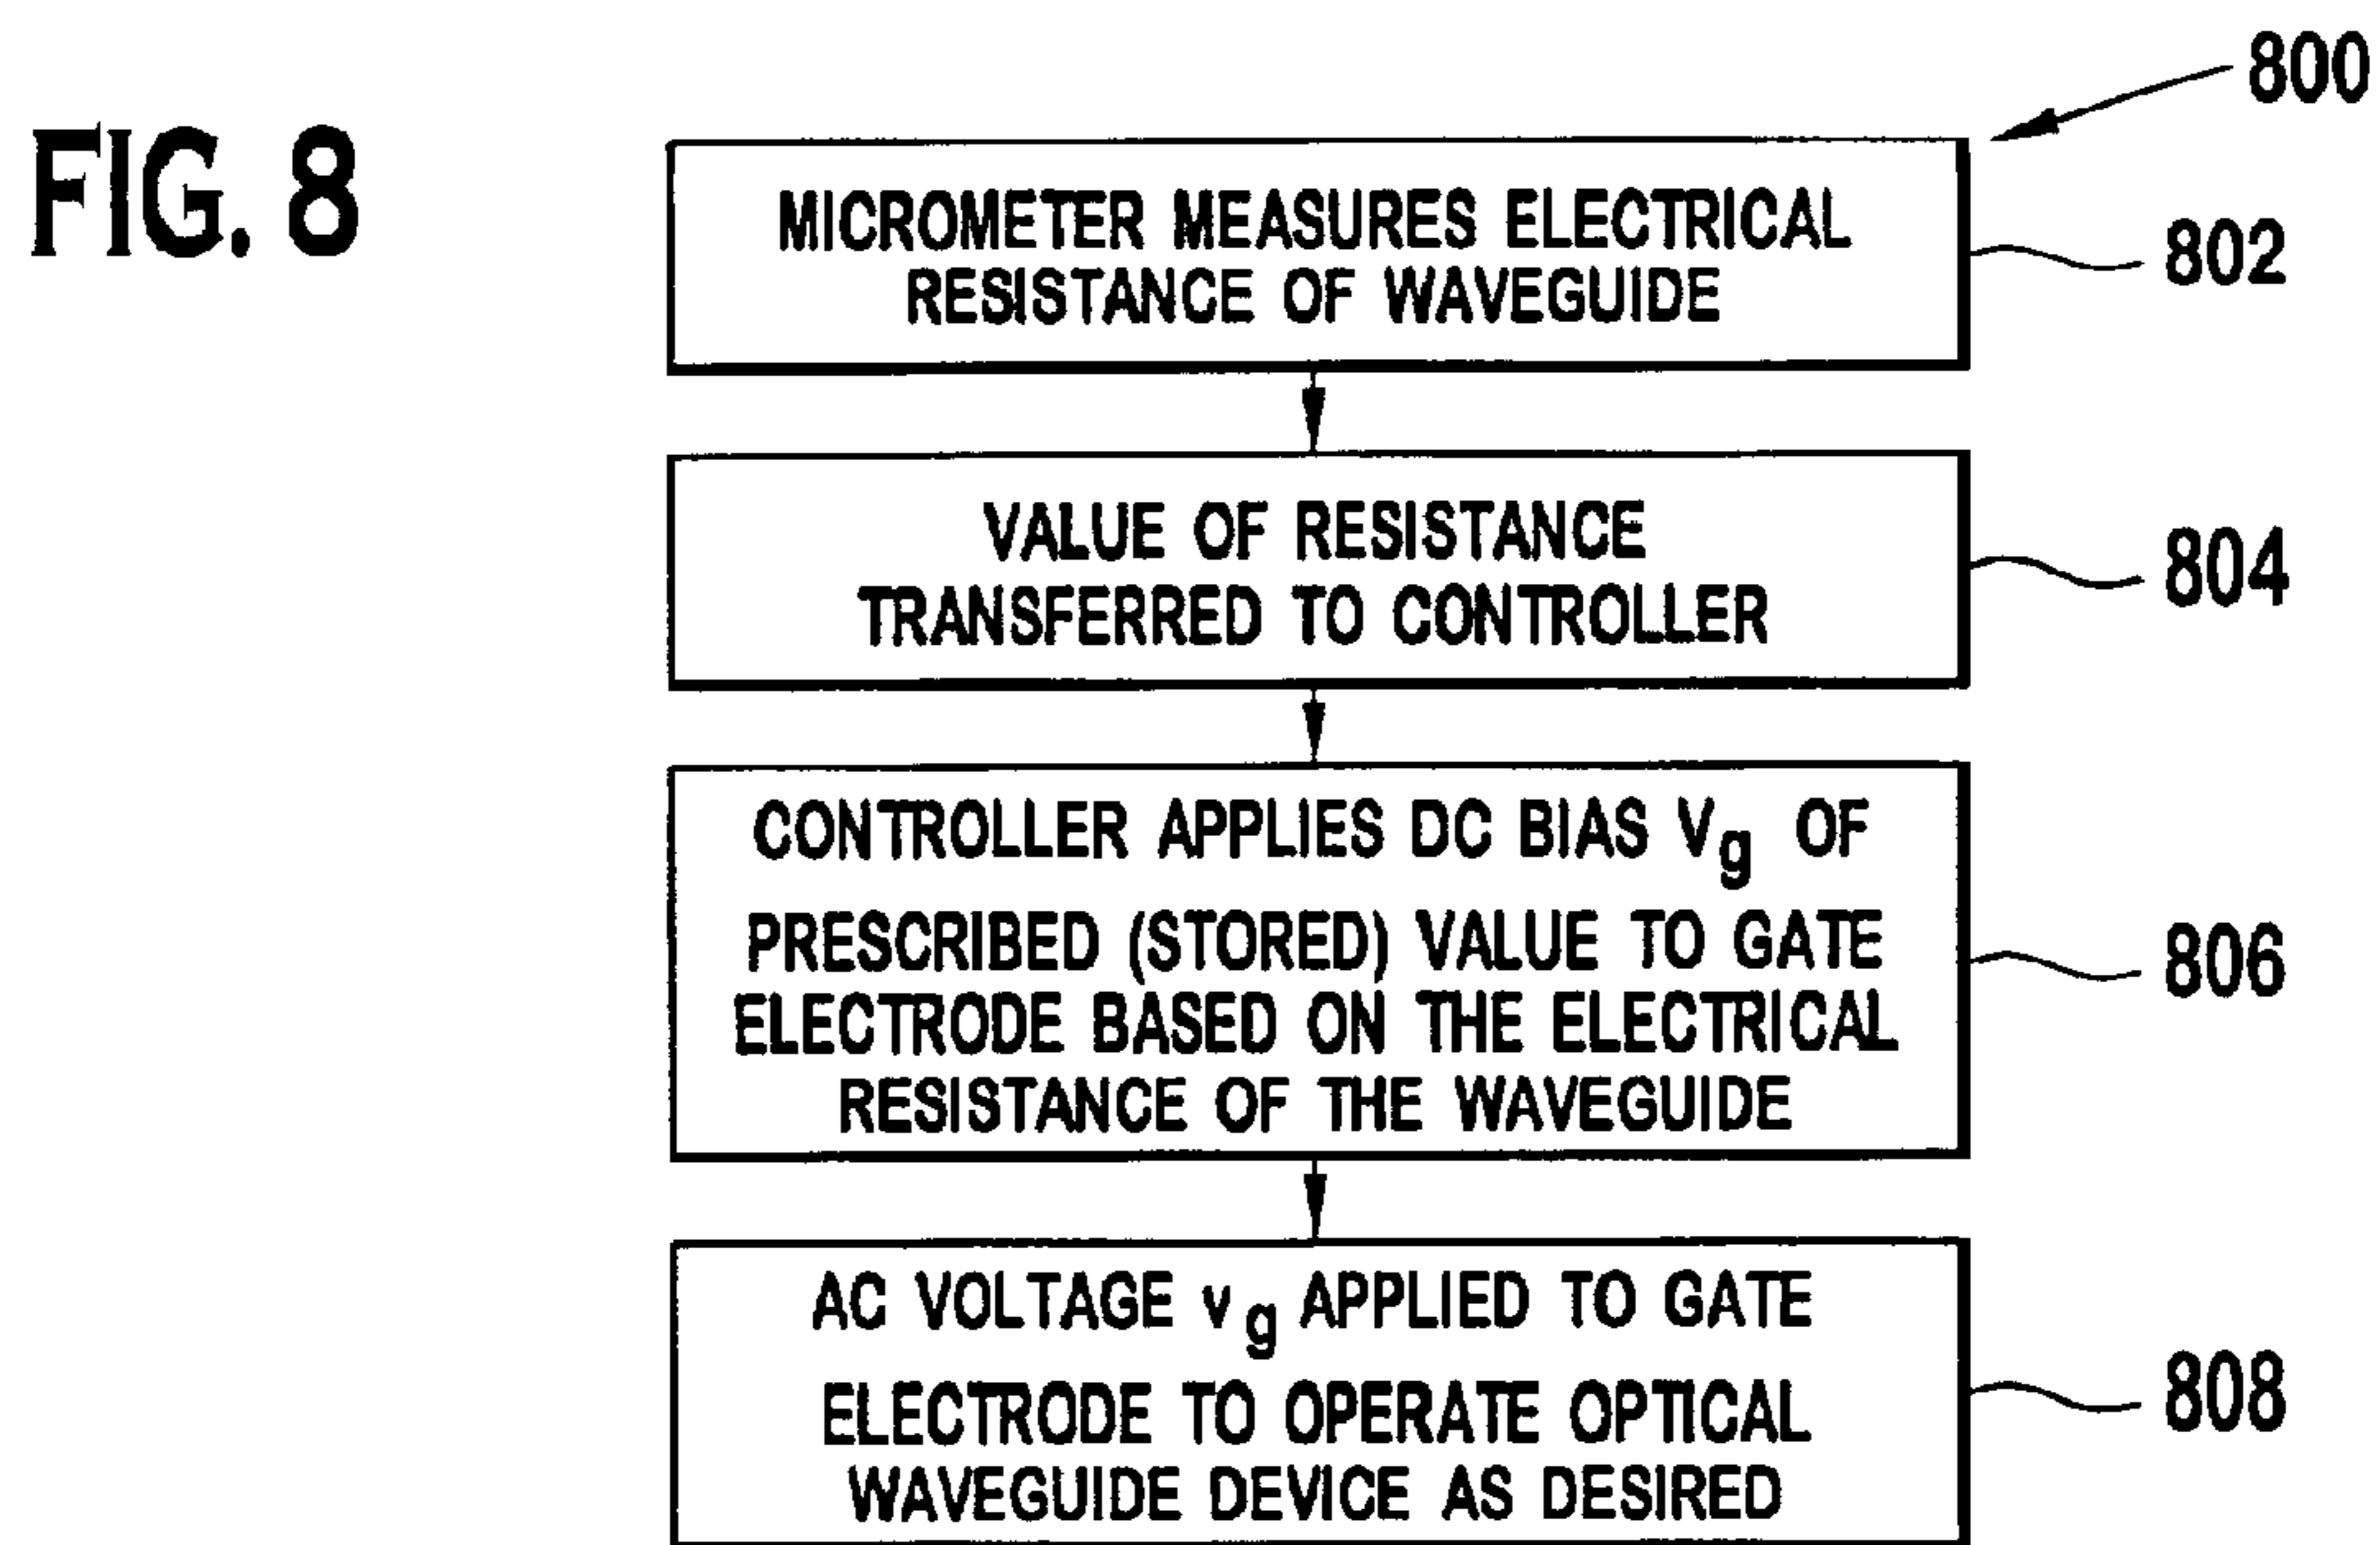 FIG. 8
800
MICROMETER MEASURES ELECTRICAL
RESISTANCE OF WAVEGUIDE
802
VALUE OF RESISTANCE
TRANSFERRED TO CONTROLLER
804
CONTROLLER APPLIES DC BIAS Vg OF
PRESCRIBED (STORED) VALUE TO GATE
ELECTRODE BASED ON THE ELECTRICAL
RESISTANCE OF THE WAVEGUIDE
806
AC VOLTAGE vg APPLIED TO GATE
ELECTRODE TO OPERATE OPTICAL
WAVEGUIDE DEVICE AS DESIRED
808